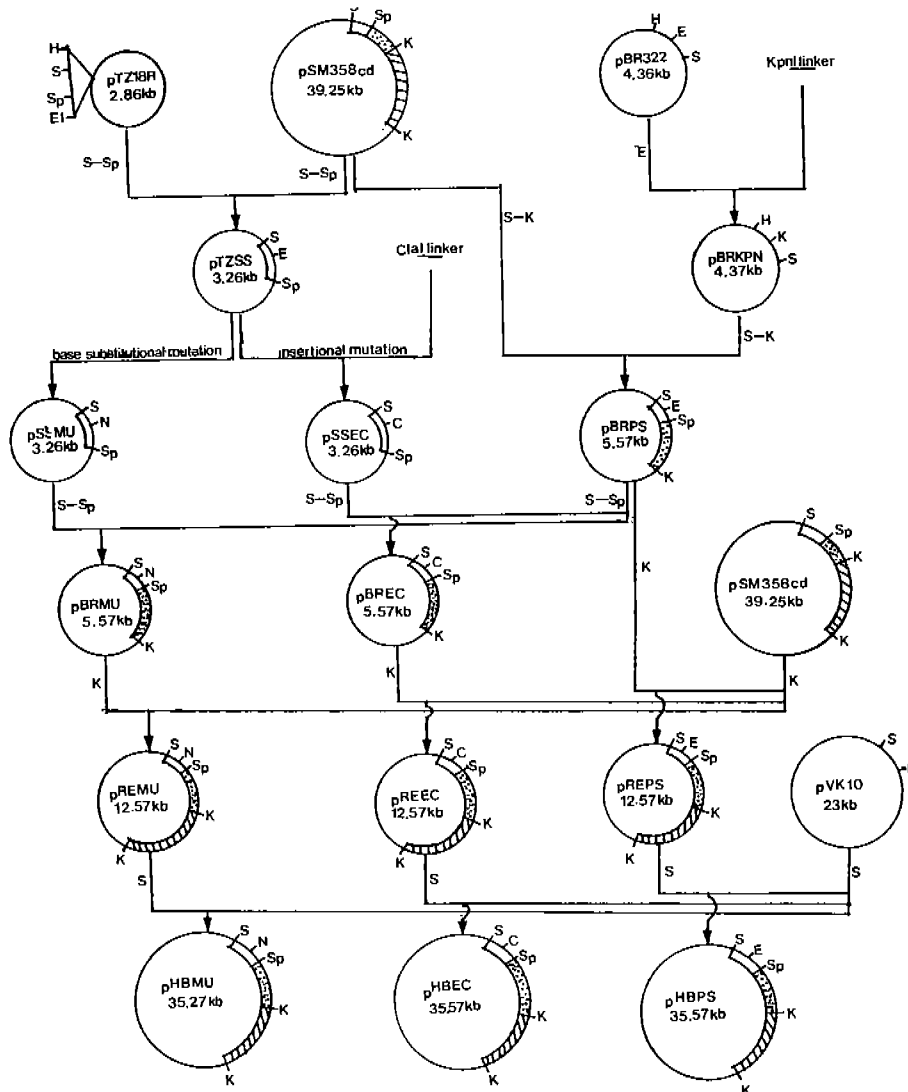 S
Sp
K
pSM358cd
39.25kb
K
H
S
Sp
EI
pTZ18R
2.86kb
H
E
S
pBR322
4.36kb
KpnI linker
S-Sp
S-Sp
E
S-K
pTZSS
3.26kb
S
E
Sp
ClaI linker
H
K
S
pBRKPN
4.37kb
base substitutional mutation
insertional mutation
S-K
pSSMU
3.26kb
S
N
Sp
pSSEC
3.26kb
S
C
Sp
pBRPS
5.57kb
S
E
Sp
K
S-Sp
S-Sp
S-Sp
K
pBRMU
5.57kb
S
N
Sp
K
pBREC
5.57kb
S
C
Sp
K
pSM358cd
39.25kb
S
Sp
K
K
K
K
K
pREMU
12.57kb
S
N
Sp
K
K
pREEC
12.57kb
S
C
Sp
K
K
pREPS
12.57kb
S
E
Sp
K
K
pVK10
23kb
S
S
S
S
S
pHBMU
35.27kb
S
N
Sp
K
K
pHBEC
35.57kb
S
C
Sp
K
K
pHBPS
35.57kb
S
E
Sp
K
K